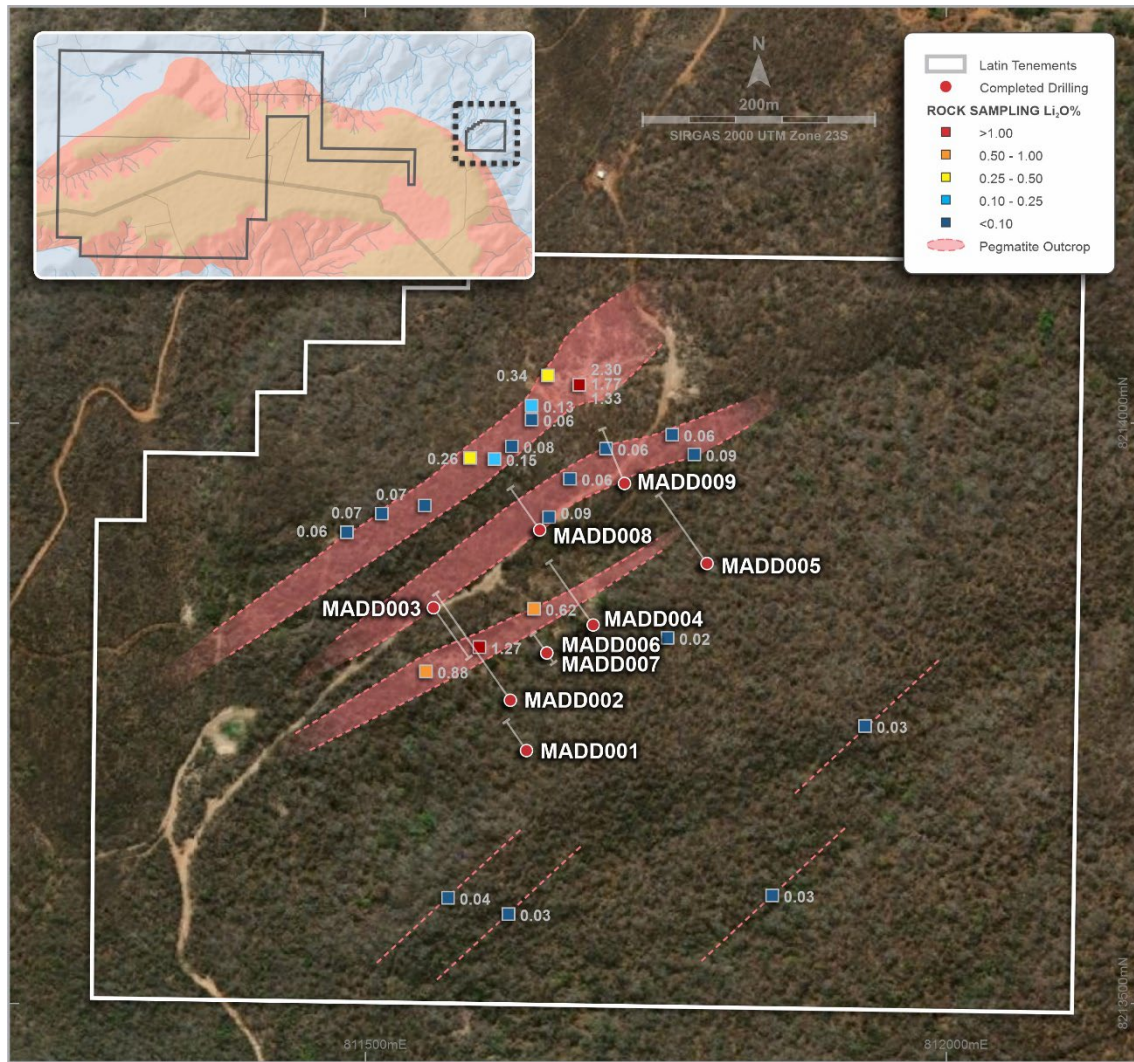 N
200m
SIRGAS 2000 UTM Zone 23S
Latin Tenements
Completed Drilling
ROCK SAMPLING Li₂O%
>1.00
0.50 - 1.00
0.25 - 0.50
0.10 - 0.25
<0.10
Pegmatite Outcrop
0.34
2.30
1.77
1.33
0.13
0.06
0.08
0.26
0.15
0.07
0.07
0.06
0.06
0.06
0.09
0.06
0.09
MADD009
MADD008
MADD005
MADD003
MADD004
0.62
MADD006
MADD007
0.02
1.27
0.88
MADD002
MADD001
0.03
0.04
0.03
0.03
8214000mN
8213500mN
811500mE
812000mE